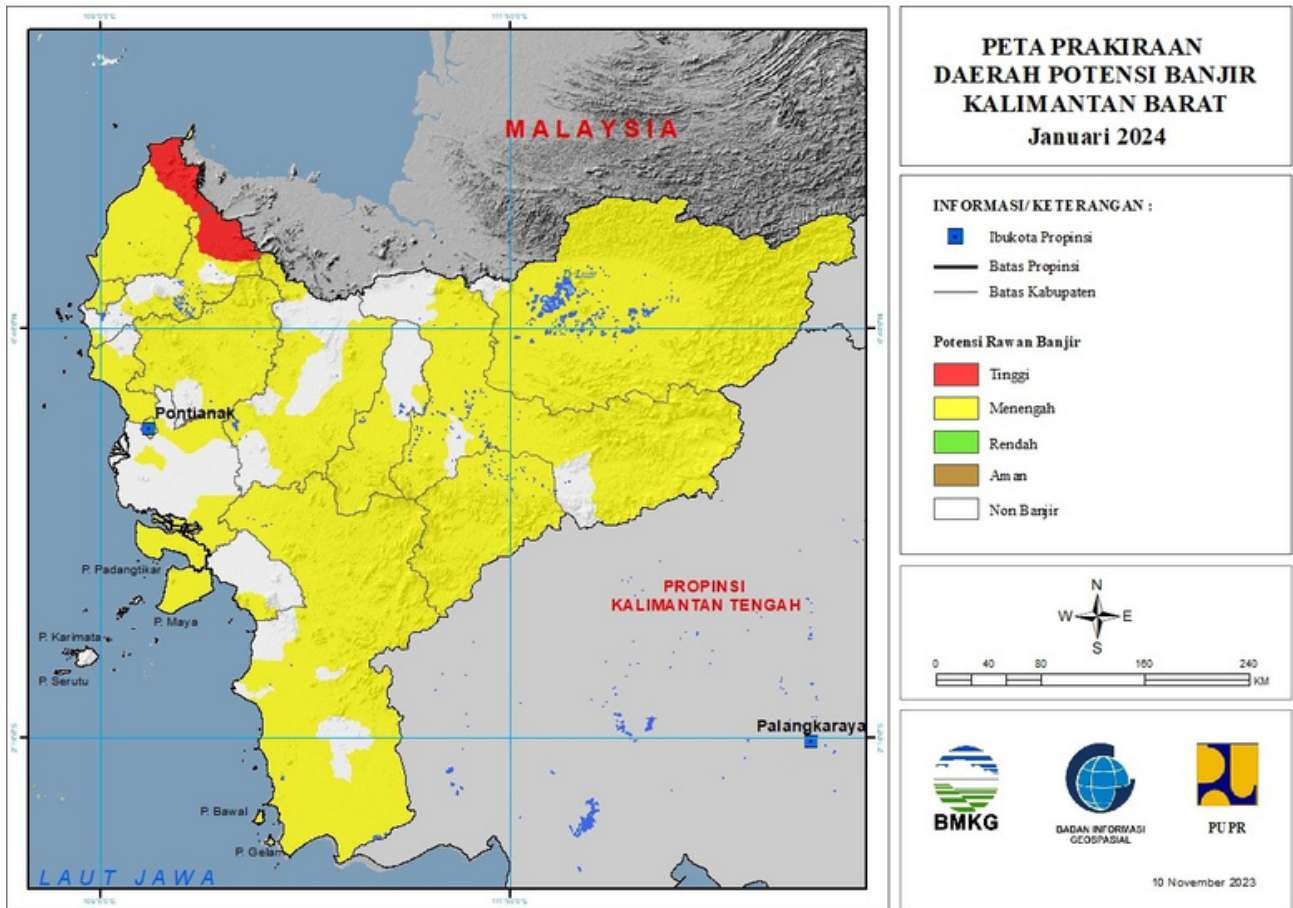 PETA PRAKIRAAN
DAERAH POTENSI BANJIR
KALIMANTAN BARAT
Januari 2024
INFORMASI/ KETERANGAN :
Ibukota Propinsi
Batas Propinsi
Batas Kabupaten
Potensi Rawan Banjir
Tinggi
Menengah
Rendah
Aman
Non Banjir
N
W E
S
0 40 80 160 240
KM
BMKG
BADAN INFORMASI
GEOSPASIAL
PUPR
10 November 2023
MALAYSIA
Pontianak
P. Padangtikar
P. Maya
P. Karimata
P. Serutu
PROPINSI
KALIMANTAN TENGAH
Palangkaraya
P. Bawal
P. Gelam
LAUT JAWA